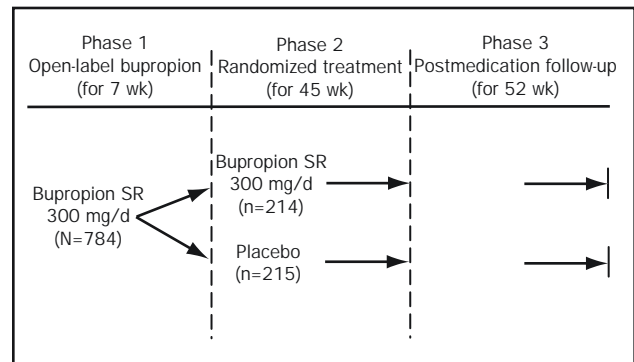 Phase 1
Open-label bupropion
(for 7 wk)
Phase 2
Randomized treatment
(for 45 wk)
Phase 3
Postmedication follow-up
(for 52 wk)
Bupropion SR
300 mg/d
(N=784)
Bupropion SR
300 mg/d
(n=214)
Placebo
(n=215)